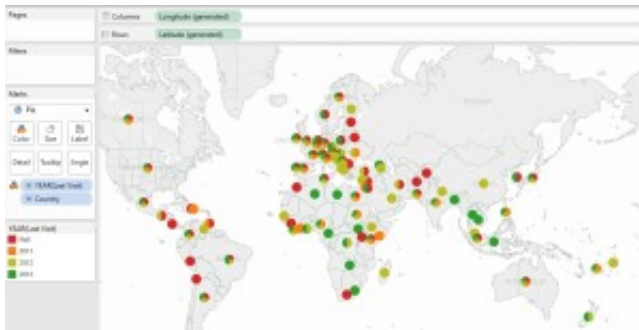 Pages
Columns Longitude (generated)
Rows Latitude (generated)
Filters
Marks
Pie
Color Size Label
Detail Tooltip Angle
YEAR(Last Visit)
Country
YEAR(Last Visit)
Null
2011
2012
2013